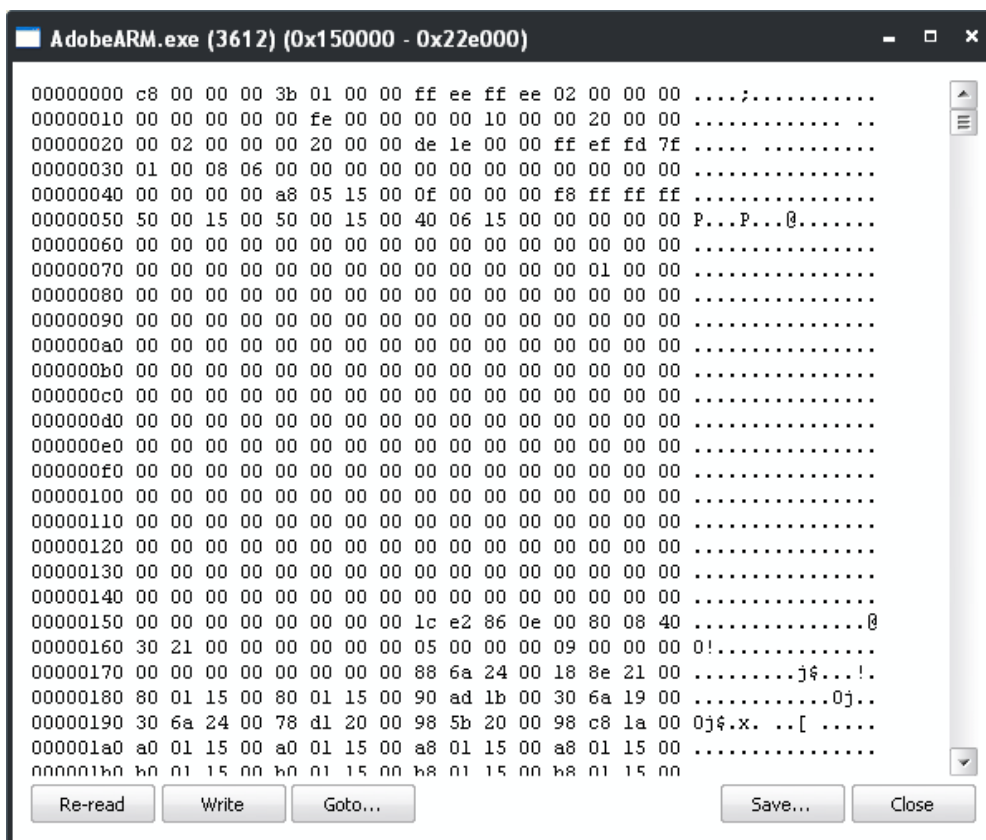 AdobeARM.exe (3612) (0x150000 - 0x22e000)
00000000 c8 00 00 00 3b 01 00 00 ff ee ff ee 02 00 00 00 ....;...........
00000010 00 00 00 00 00 fe 00 00 00 00 10 00 00 20 00 00 ............. ..
00000020 00 02 00 00 00 20 00 00 de 1e 00 00 ff ef fd 7f ..... ..........
00000030 01 00 08 06 00 00 00 00 00 00 00 00 00 00 00 00 ................
00000040 00 00 00 00 a8 05 15 00 0f 00 00 00 f8 ff ff ff ................
00000050 50 00 15 00 50 00 15 00 40 06 15 00 00 00 00 00 P...P...@.......
00000060 00 00 00 00 00 00 00 00 00 00 00 00 00 00 00 00 ................
00000070 00 00 00 00 00 00 00 00 00 00 00 00 00 01 00 00 ................
00000080 00 00 00 00 00 00 00 00 00 00 00 00 00 00 00 00 ................
00000090 00 00 00 00 00 00 00 00 00 00 00 00 00 00 00 00 ................
000000a0 00 00 00 00 00 00 00 00 00 00 00 00 00 00 00 00 ................
000000b0 00 00 00 00 00 00 00 00 00 00 00 00 00 00 00 00 ................
000000c0 00 00 00 00 00 00 00 00 00 00 00 00 00 00 00 00 ................
000000d0 00 00 00 00 00 00 00 00 00 00 00 00 00 00 00 00 ................
000000e0 00 00 00 00 00 00 00 00 00 00 00 00 00 00 00 00 ................
000000f0 00 00 00 00 00 00 00 00 00 00 00 00 00 00 00 00 ................
00000100 00 00 00 00 00 00 00 00 00 00 00 00 00 00 00 00 ................
00000110 00 00 00 00 00 00 00 00 00 00 00 00 00 00 00 00 ................
00000120 00 00 00 00 00 00 00 00 00 00 00 00 00 00 00 00 ................
00000130 00 00 00 00 00 00 00 00 00 00 00 00 00 00 00 00 ................
00000140 00 00 00 00 00 00 00 00 00 00 00 00 00 00 00 00 ................
00000150 00 00 00 00 00 00 00 00 1c e2 86 0e 00 80 08 40 ...............@
00000160 30 21 00 00 00 00 00 00 05 00 00 00 09 00 00 00 0!..............
00000170 00 00 00 00 00 00 00 00 88 6a 24 00 18 8e 21 00 .........j$...!.
00000180 80 01 15 00 80 01 15 00 90 ad 1b 00 30 6a 19 00 ............0j..
00000190 30 6a 24 00 78 d1 20 00 98 5b 20 00 98 c8 1a 00 0j$.x. ..[ .....
000001a0 a0 01 15 00 a0 01 15 00 a8 01 15 00 a8 01 15 00 ................
000001b0 b0 01 15 00 b0 01 15 00 b8 01 15 00 b8 01 15 00
Re-read Write Goto... Save... Close